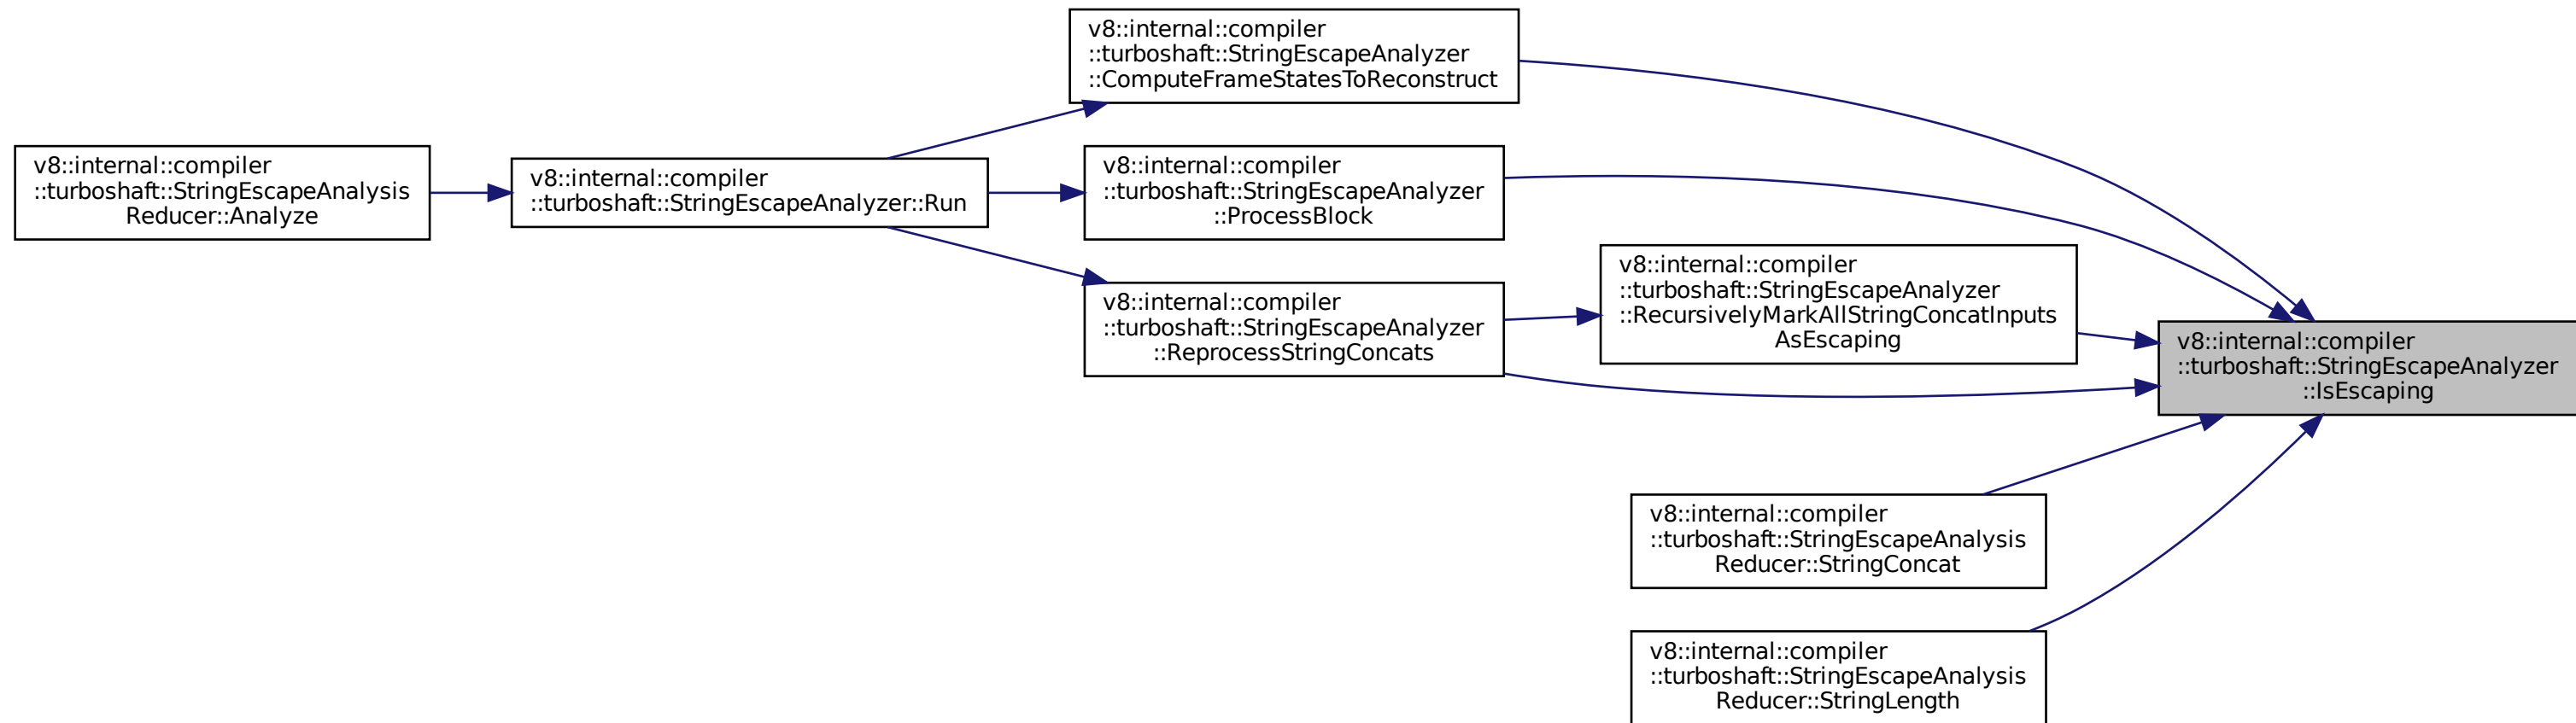 v8::internal::compiler
::turboshaft::StringEscapeAnalysis
Reducer::Analyze
v8::internal::compiler
::turboshaft::StringEscapeAnalyzer::Run
v8::internal::compiler
::turboshaft::StringEscapeAnalyzer
::ComputeFrameStatesToReconstruct
v8::internal::compiler
::turboshaft::StringEscapeAnalyzer
::ProcessBlock
v8::internal::compiler
::turboshaft::StringEscapeAnalyzer
::ReprocessStringConcats
v8::internal::compiler
::turboshaft::StringEscapeAnalyzer
::RecursivelyMarkAllStringConcatInputs
AsEscaping
v8::internal::compiler
::turboshaft::StringEscapeAnalyzer
::IsEscaping
v8::internal::compiler
::turboshaft::StringEscapeAnalysis
Reducer::StringConcat
v8::internal::compiler
::turboshaft::StringEscapeAnalysis
Reducer::StringLength